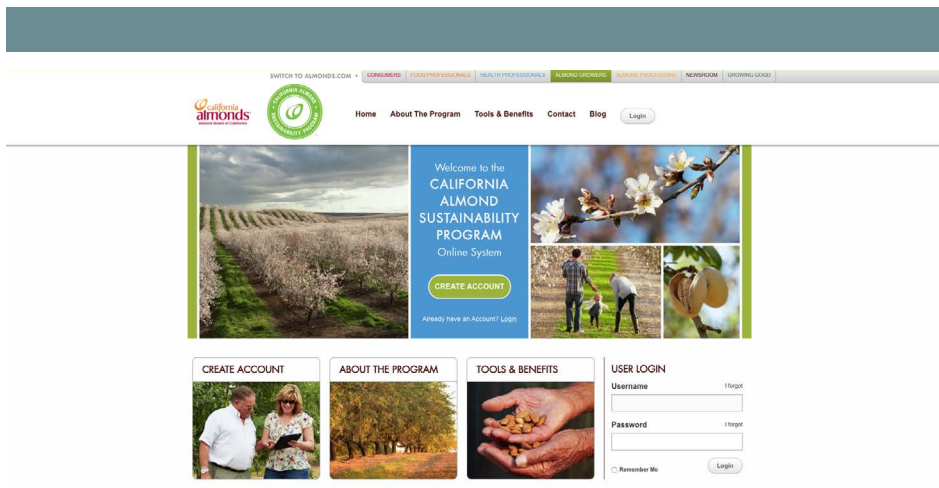 SWITCH TO ALMONDS.COM
CONSUMERS
FOOD PROFESSIONALS
HEALTH PROFESSIONALS
ALMOND GROWERS
ALMOND PROCESSORS
NEWSROOM
GROWING GOOD
california
almonds
CALIFORNIA ALMOND
SUSTAINABILITY PROGRAM
Home
About The Program
Tools & Benefits
Contact
Blog
Login
Welcome to the
CALIFORNIA
ALMOND
SUSTAINABILITY
PROGRAM
Online System
CREATE ACCOUNT
Already have an Account? Login
CREATE ACCOUNT
ABOUT THE PROGRAM
TOOLS & BENEFITS
USER LOGIN
Username
I forgot
Password
I forgot
Remember Me
Login